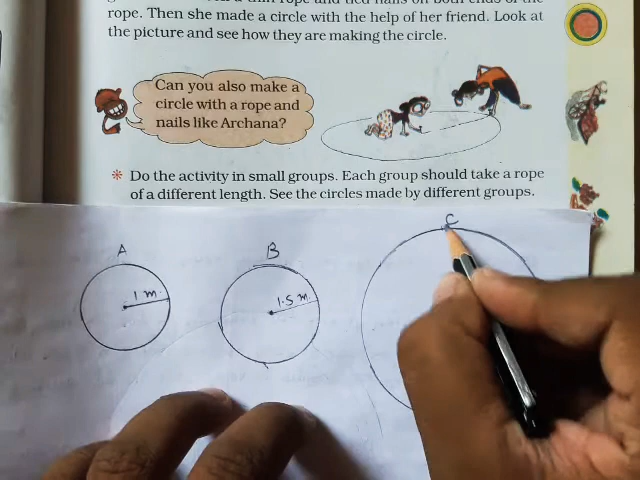 rope. Then she made a circle with the help of her friend. Look at
the picture and see how they are making the circle.
Can you also make a
circle with a rope and
nails like Archana?
* Do the activity in small groups. Each group should take a rope
of a different length. See the circles made by different groups.
A
B
C
1 m.
1.5 m.